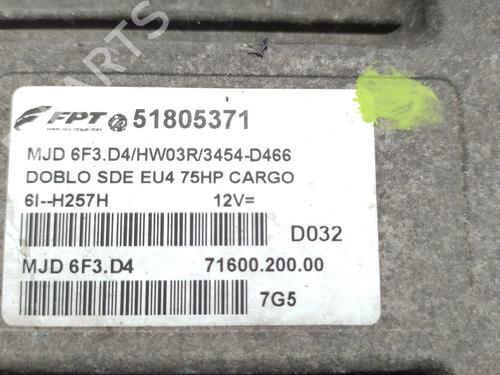 PARTS
FPT 51805371
MJD 6F3.D4/HW03R/3454-D466
DOBLO SDE EU4 75HP CARGO
6I--H257H 12V=
D032
MJD 6F3.D4 71600.200.00
7G5